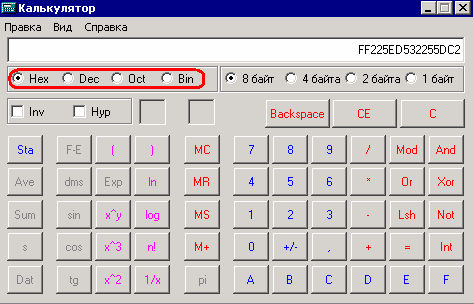 Калькулятор
Правка Вид Справка
FF225ED532255DC2
Hex Dec Oct Bin 8 байт 4 байта 2 байта 1 байт
Inv Hyp Backspace CE C
Sta F-E ( ) MC 7 8 9 / Mod And
Ave dms Exp ln MR 4 5 6 * Or Xor
Sum sin x^y log MS 1 2 3 - Lsh Not
s cos x^3 n! M+ 0 +/- , + = Int
Dat tg x^2 1/x pi A B C D E F